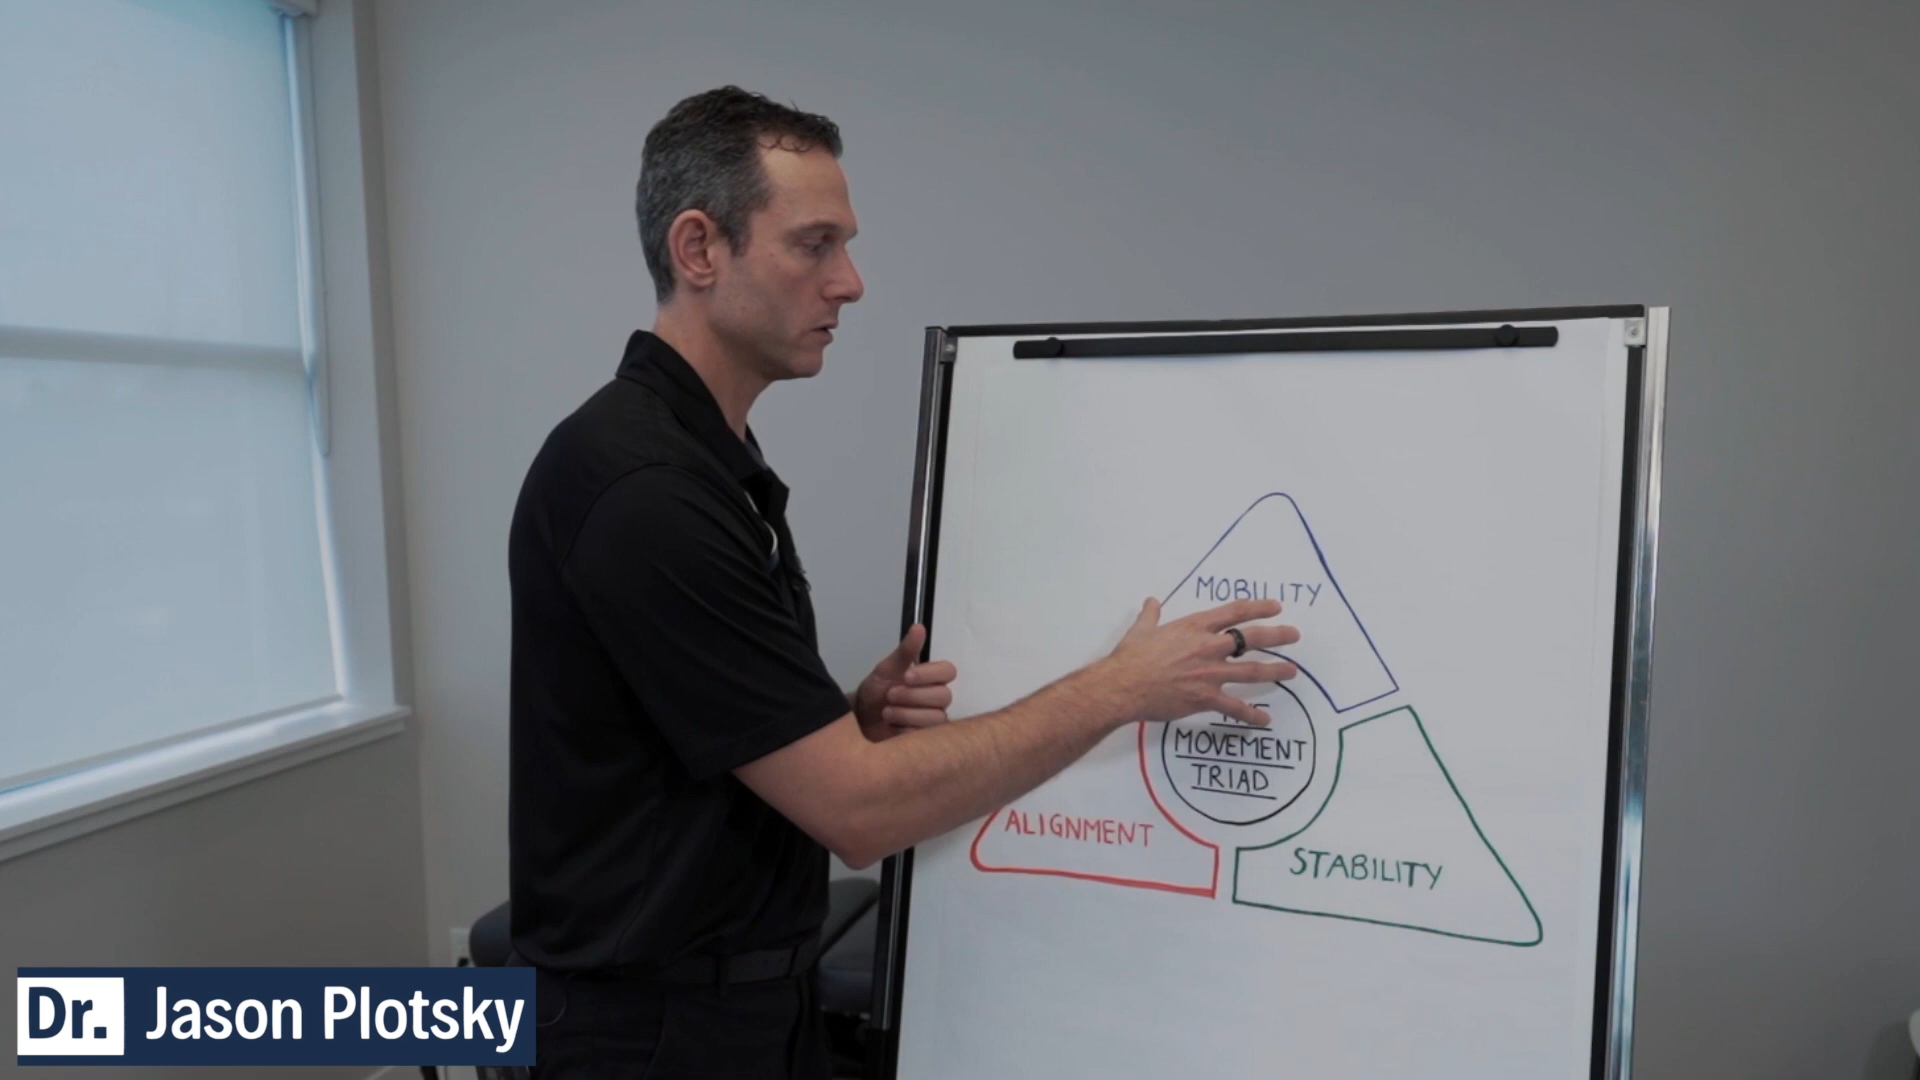 MOBILITY
MOVEMENT
TRIAD
ALIGNMENT
STABILITY
Dr. Jason Plotsky